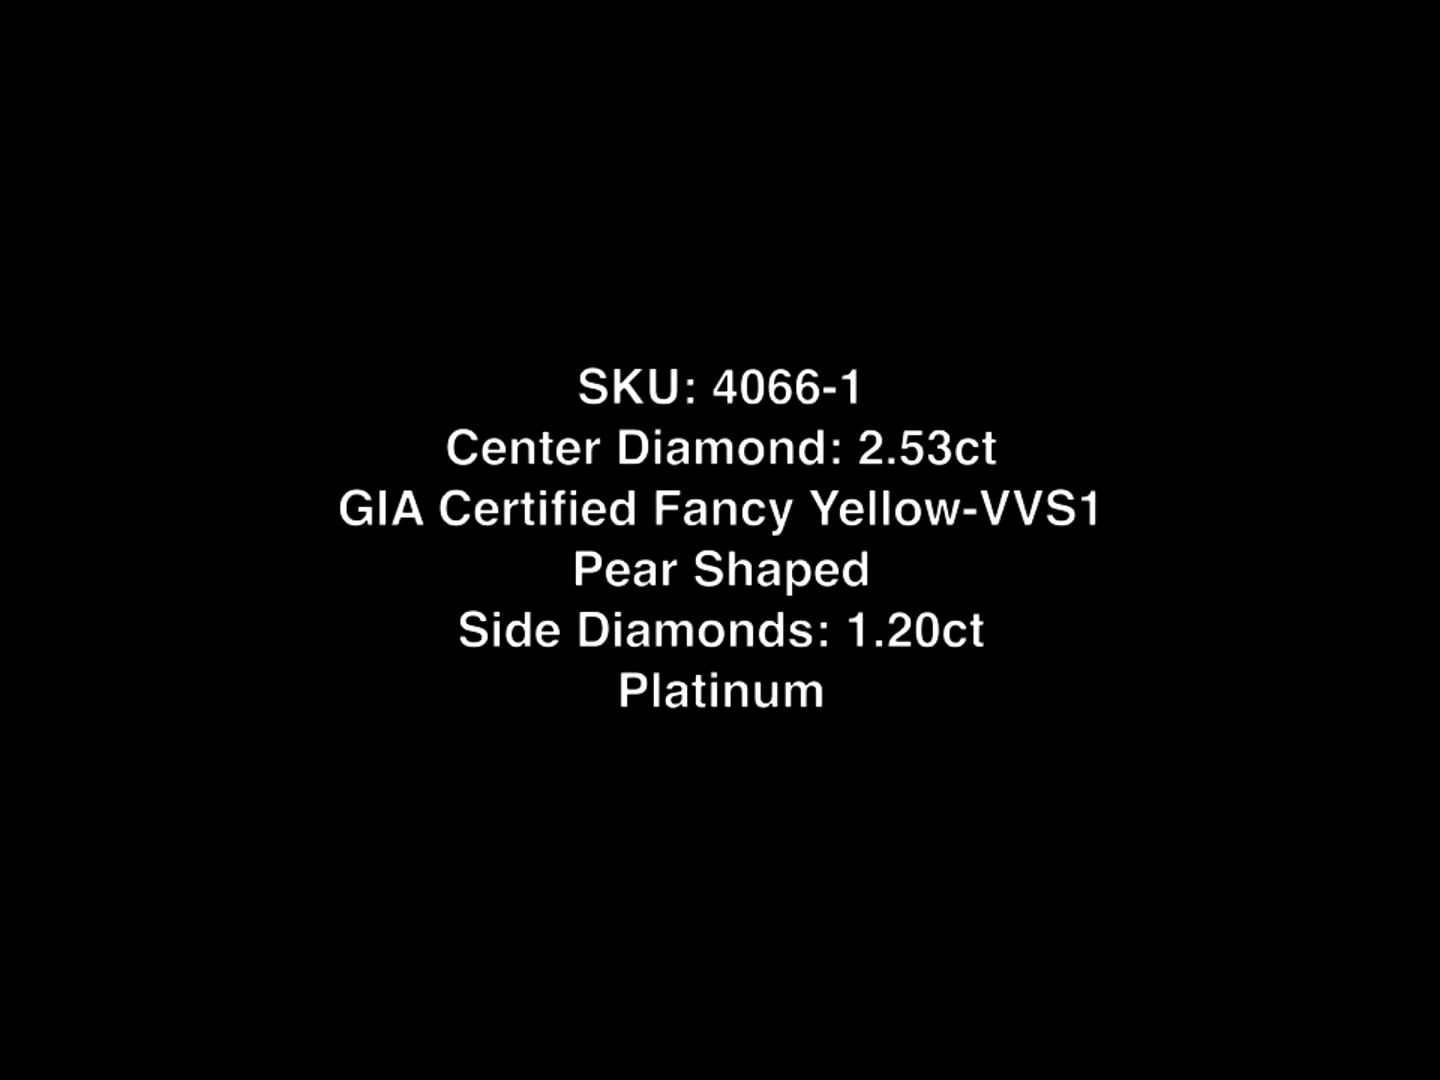 SKU: 4066-1
Center Diamond: 2.53ct
GIA Certified Fancy Yellow-VVS1
Pear Shaped
Side Diamonds: 1.20ct
Platinum